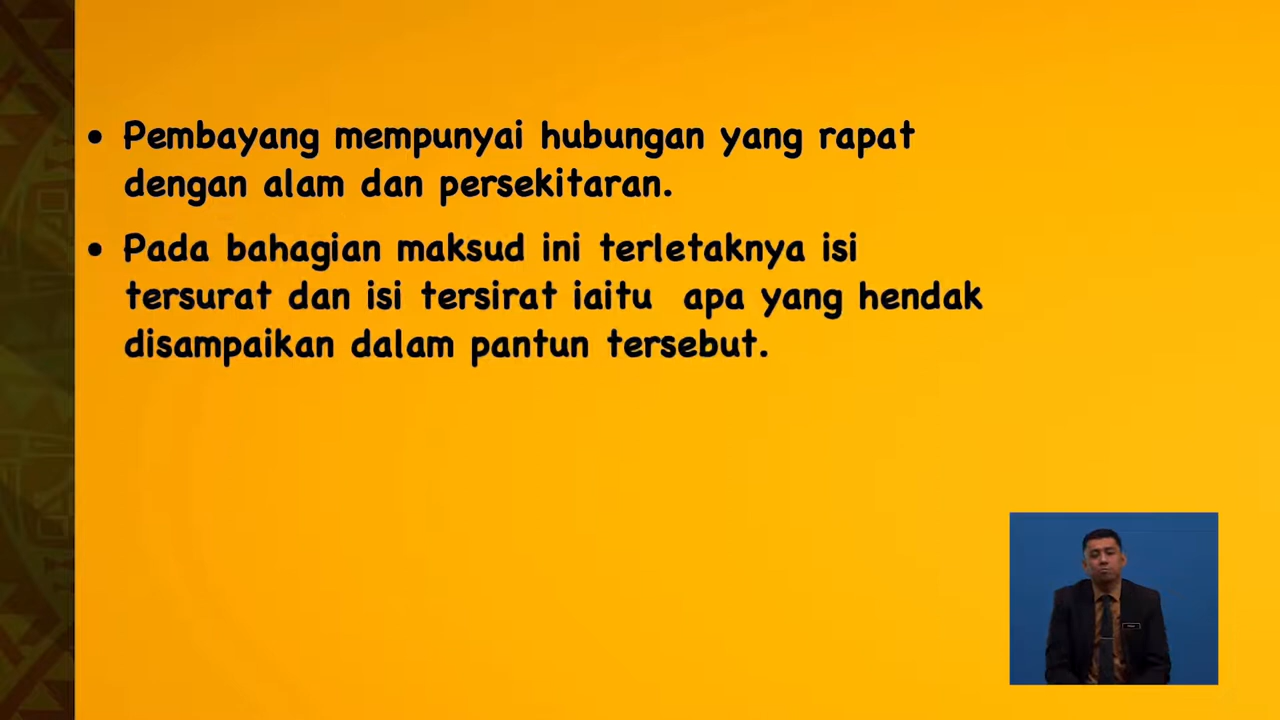 • Pembayang mempunyai hubungan yang rapat
dengan alam dan persekitaran.
• Pada bahagian maksud ini terletaknya isi
tersurat dan isi tersirat iaitu  apa yang hendak
disampaikan dalam pantun tersebut.